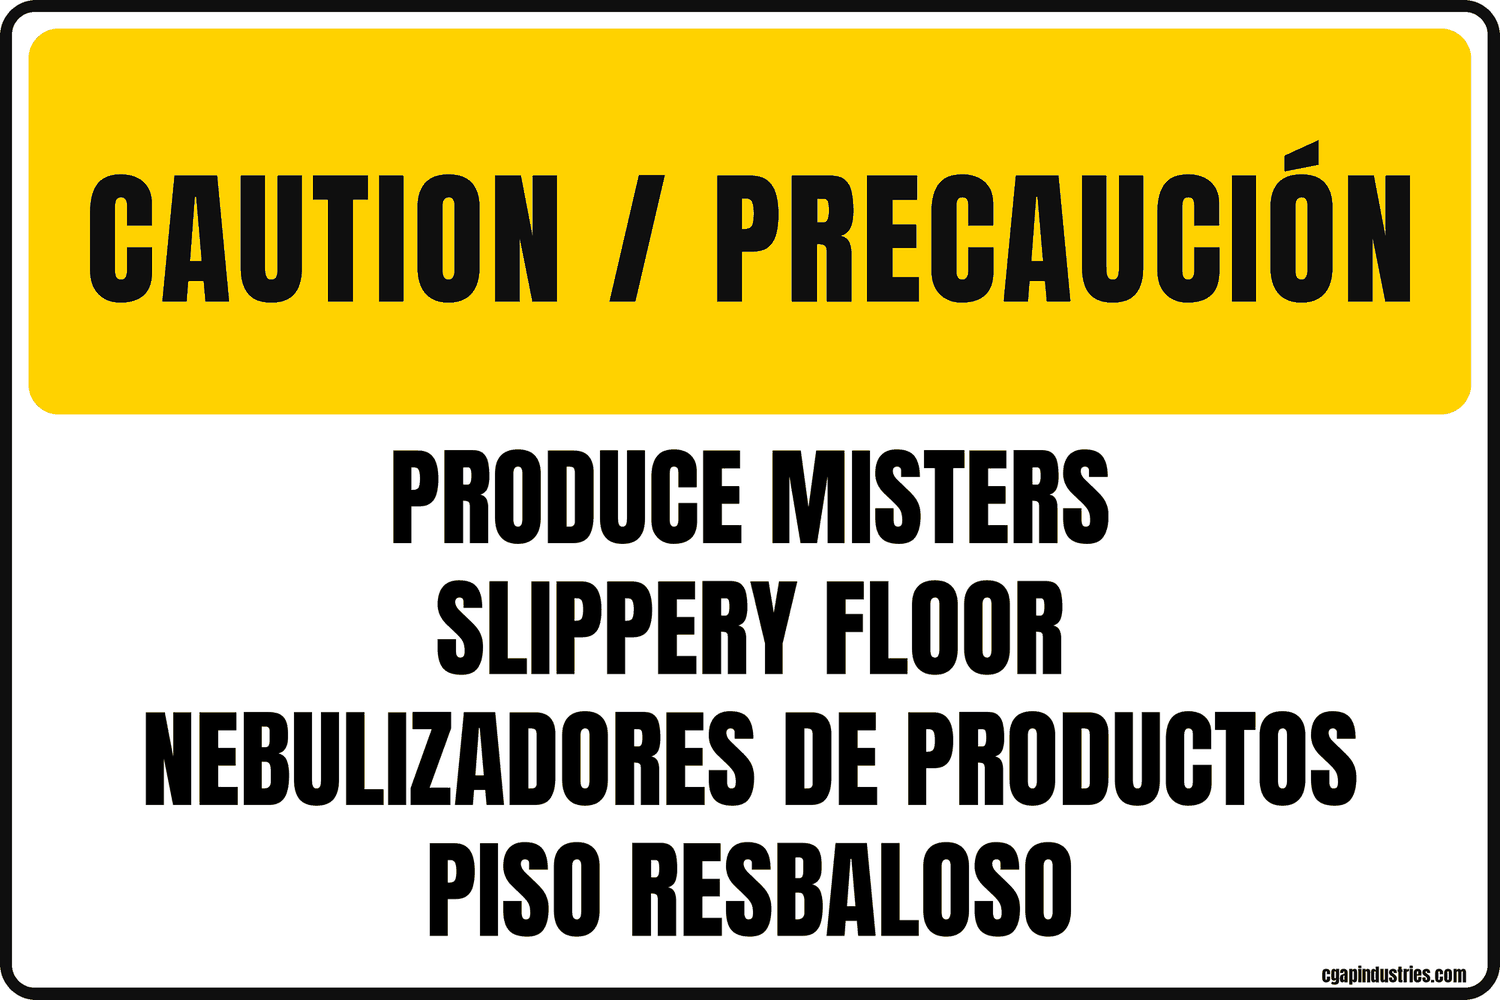 CAUTION / PRECAUCIÓN
PRODUCE MISTERS
SLIPPERY FLOOR
NEBULIZADORES DE PRODUCTOS
PISO RESBALOSO
cgapindustries.com